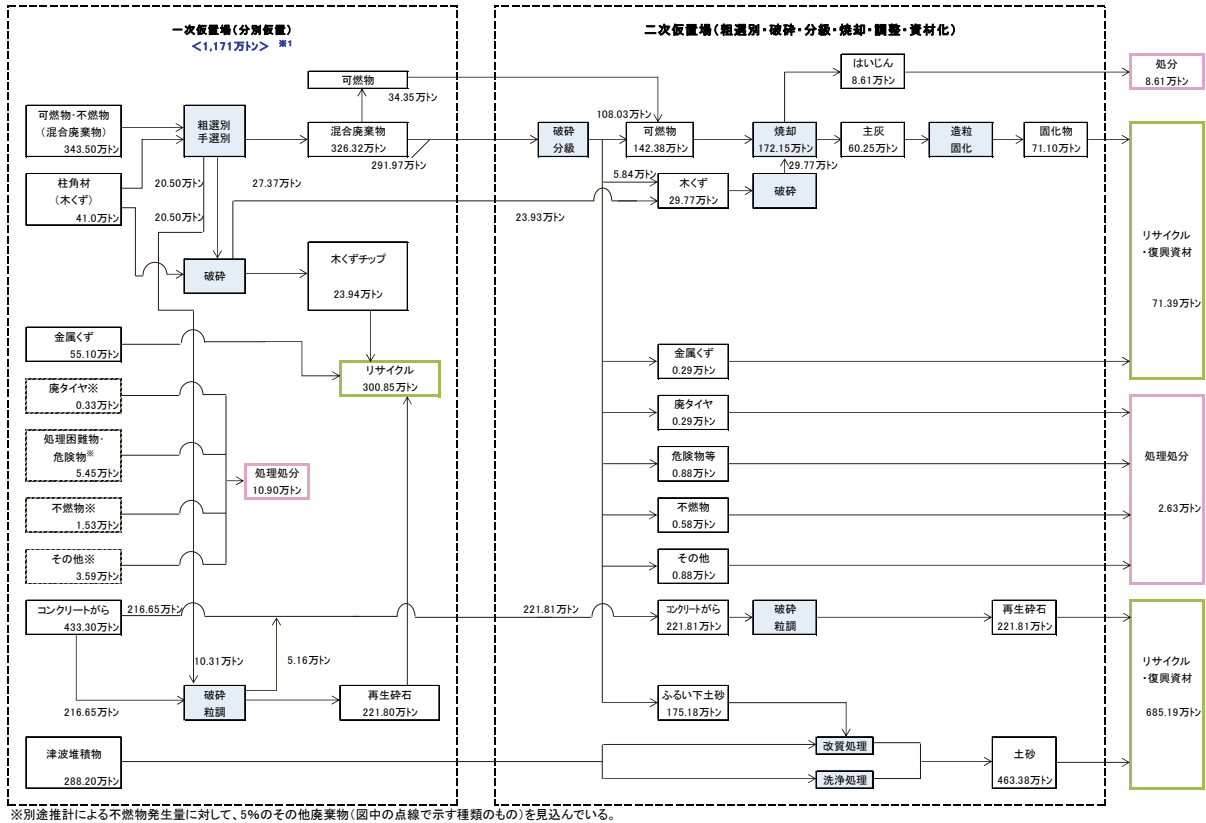 一次仮置場(分別仮置)
<1,171万トン> ※1
可燃物・不燃物
(混合廃棄物)
343.50万トン
柱角材
(木くず)
41.0万トン
粗選別
手選別
20.50万トン
27.37万トン
20.50万トン
可燃物
34.35万トン
混合廃棄物
326.32万トン
291.97万トン
破砕
木くずチップ
23.94万トン
金属くず
55.10万トン
リサイクル
300.85万トン
廃タイヤ※
0.33万トン
処理困難物・
危険物※
5.45万トン
処理処分
10.90万トン
不燃物※
1.53万トン
その他※
3.59万トン
コンクリートがら
433.30万トン
216.65万トン
10.31万トン
5.16万トン
216.65万トン
破砕
粒調
再生砕石
221.80万トン
津波堆積物
288.20万トン
二次仮置場(粗選別・破砕・分級・焼却・調整・資材化)
はいじん
8.61万トン
処分
8.61万トン
108.03万トン
破砕
分級
可燃物
142.38万トン
焼却
172.15万トン
主灰
60.25万トン
造粒
固化
固化物
71.10万トン
29.77万トン
5.84万トン
木くず
29.77万トン
破砕
23.93万トン
リサイクル
・復興資材
71.39万トン
金属くず
0.29万トン
廃タイヤ
0.29万トン
危険物等
0.88万トン
処理処分
2.63万トン
不燃物
0.58万トン
その他
0.88万トン
221.81万トン
コンクリートがら
221.81万トン
破砕
粒調
再生砕石
221.81万トン
リサイクル
・復興資材
685.19万トン
ふるい下土砂
175.18万トン
改質処理
洗浄処理
土砂
463.38万トン
※別途推計による不燃物発生量に対して、5%のその他廃棄物(図中の点線で示す種類のもの)を見込んでいる。